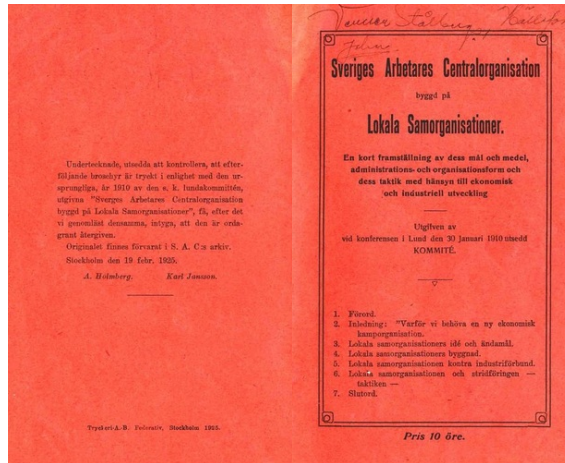 Undertecknade, utsedda att kontrollera, att efter-
följande broshyr är tryckt i enlighet med den ur-
sprungliga, år 1910 av den s. k. lundakommittén,
utgivna "Sverges Arbetares Centralorganisation
byggd på Lokala Samorganisationer", få, efter det
vi genomläst densamma, intyga, att den är orda-
grant återgiven.
Originalet finnes förvarat i S. A. C:s arkiv.
Stockholm den 19 febr. 1925.
A. Holmberg. Karl Jansson.
Tryckeri-A.-B. Federativ, Stockholm 1925.
Sveriges Arbetares Centralorganisation
byggd på
Lokala Samorganisationer.
En kort framställning av dess mål och medel,
administrations- och organisationsform och
dess taktik med hänsyn till ekonomisk
och industriell utveckling
Utgifven av
vid konferensen i Lund den 30 januari 1910 utsedd
KOMMITÉ.
1. Förord.
2. Inledning: "Varför vi behöva en ny ekonomisk
kamporganisation.
3. Lokala samorganisationers idé och ändamål.
4. Lokala samorganisationers byggnad.
5. Lokala samorganisationen kontra industriförbund.
6. Lokala samorganisationen och stridföringen —
taktiken —
7. Slutord.
Pris 10 öre.